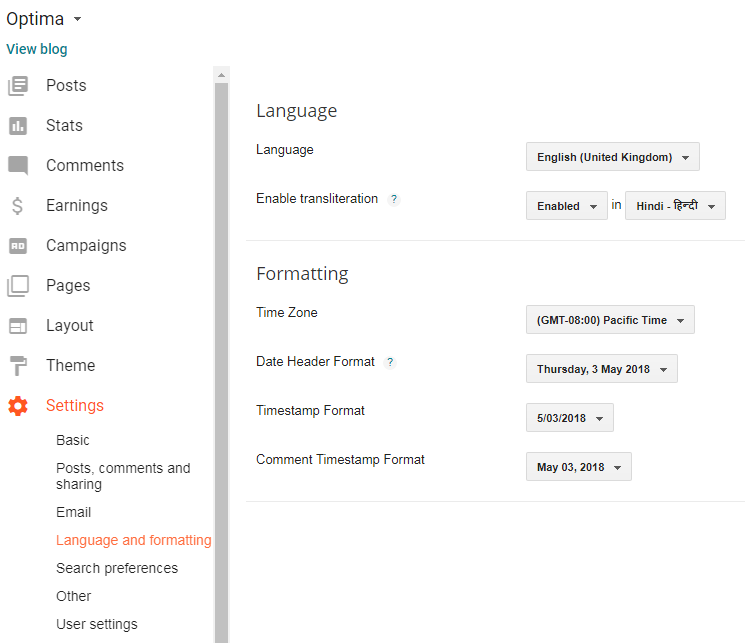 Optima
View blog
Posts
Stats
Comments
Earnings
Campaigns
Pages
Layout
Theme
Settings
Basic
Posts, comments and
sharing
Email
Language and formatting
Search preferences
Other
User settings
Language
Language English (United Kingdom)
Enable transliteration ? Enabled in Hindi - हिन्दी
Formatting
Time Zone (GMT-08:00) Pacific Time
Date Header Format ? Thursday, 3 May 2018
Timestamp Format 5/03/2018
Comment Timestamp Format May 03, 2018